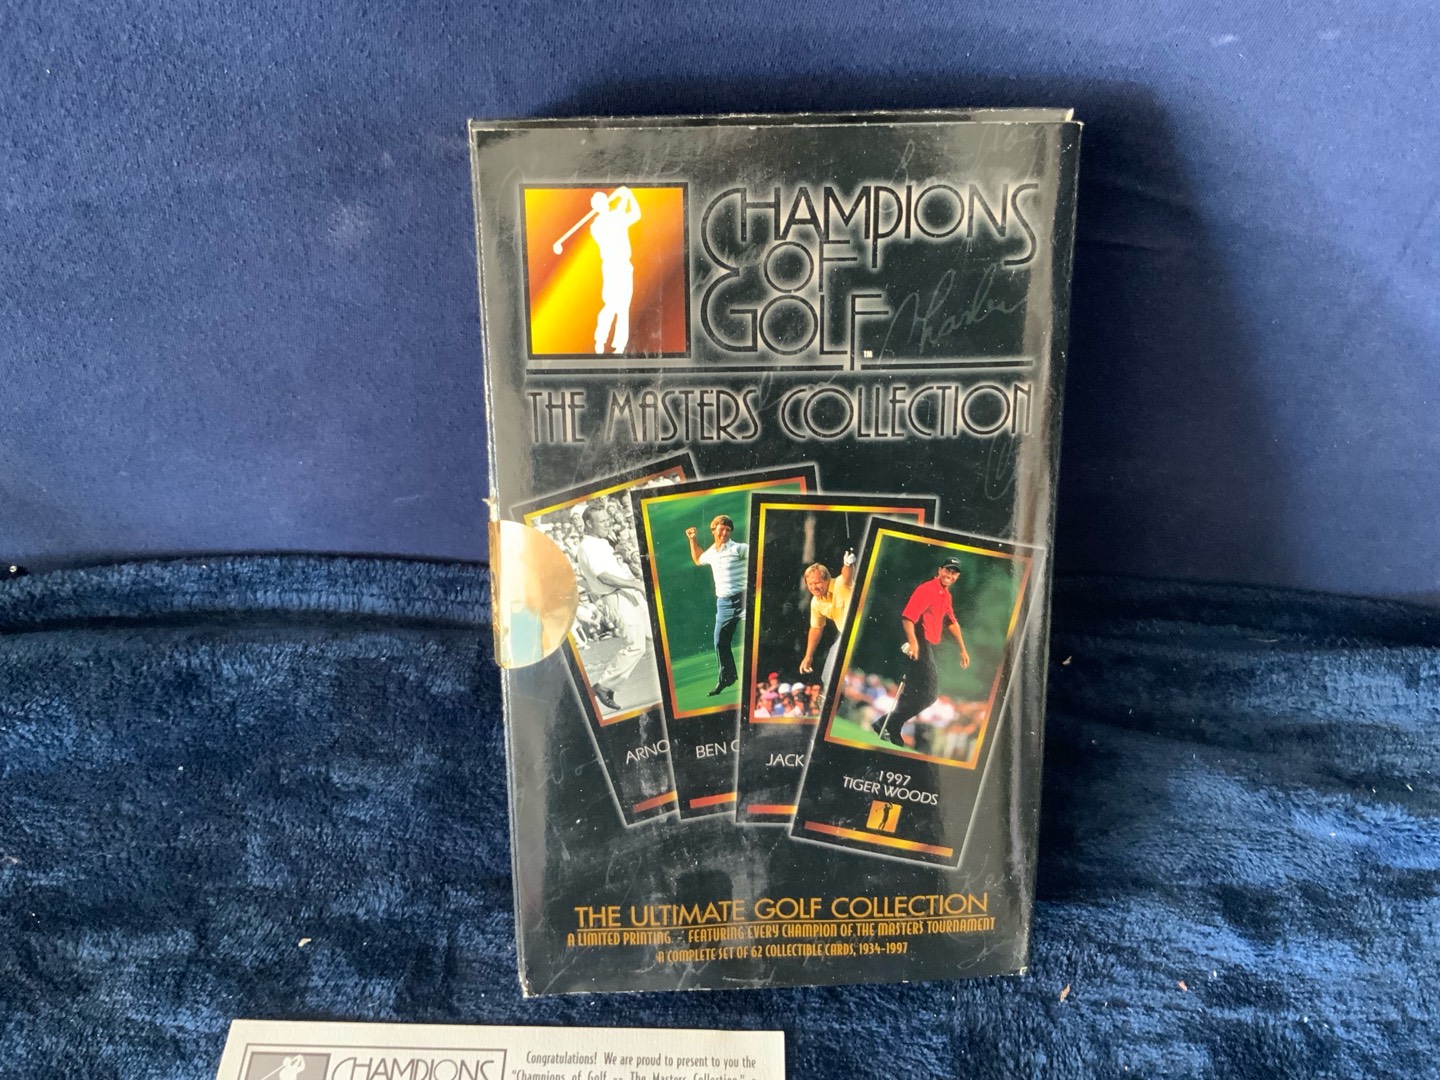 CHAMPIONS
OF
GOLF™
THE MASTERS COLLECTION
ARNO
BEN C
JACK
1997
TIGER WOODS
THE ULTIMATE GOLF COLLECTION
A LIMITED PRINTING - FEATURING EVERY CHAMPION OF THE MASTERS TOURNAMENT
A COMPLETE SET OF 62 COLLECTIBLE CARDS, 1934-1997
CHAMPIONS
Congratulations! We are proud to present to you the
"Champions of Golf -- The Masters Collection,"